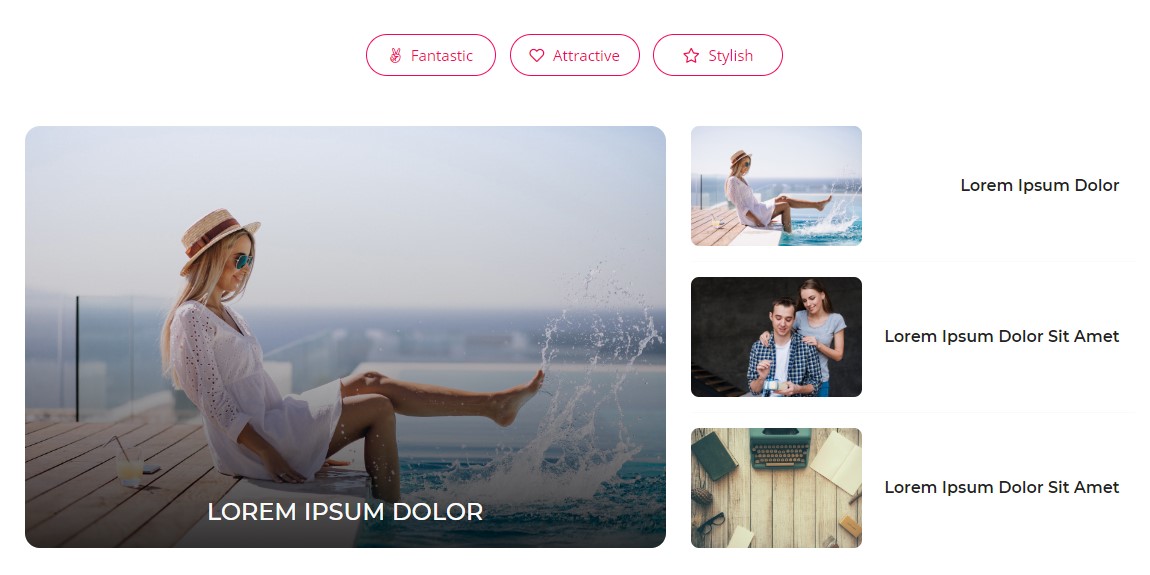 Fantastic
Attractive
Stylish
LOREM IPSUM DOLOR
Lorem Ipsum Dolor
Lorem Ipsum Dolor Sit Amet
Lorem Ipsum Dolor Sit Amet